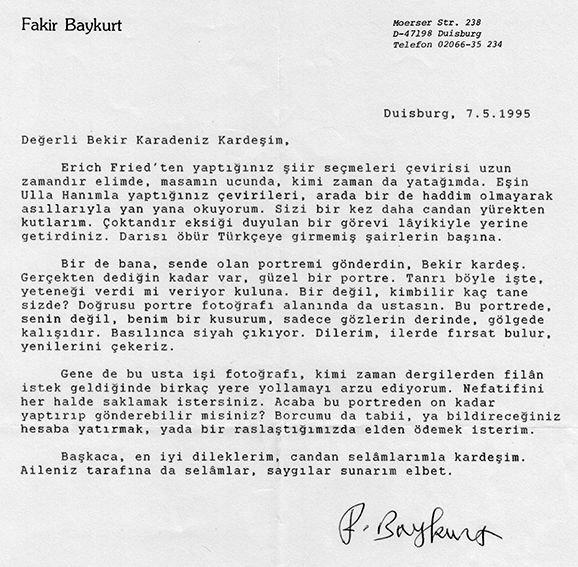 Fakir Baykurt
Moerser Str. 238
D-47198 Duisburg
Telefon 02066-35 234
Duisburg, 7.5.1995
Değerli Bekir Karadeniz Kardeşim,
Erich Fried'ten yaptığınız şiir seçmeleri çevirisi uzun
zamandır elimde, masamın ucunda, kimi zaman da yatağımda. Eşin
Ulla Hanımla yaptığınız çevirileri, arada bir de haddim olmayarak
asıllarıyla yan yana okuyorum. Sizi bir kez daha candan yürekten
kutlarım. Çoktandır eksiği duyulan bir görevi lâyikiyle yerine
getirdiniz. Darısı öbür Türkçeye girmemiş şairlerin başına.
Bir de bana, sende olan portremi gönderdin, Bekir kardeş.
Gerçekten dediğin kadar var, güzel bir portre. Tanrı böyle işte,
yeteneği verdi mi veriyor kuluna. Bir değil, kimbilir kaç tane
sizde? Doğrusu portre fotoğrafı alanında da ustasın. Bu portrede,
senin değil, benim bir kusurum, sadece gözlerin derinde, gölgede
kalışıdır. Basılınca siyah çıkıyor. Dilerim, ilerde fırsat bulur,
yenilerini çekeriz.
Gene de bu usta işi fotoğrafı, kimi zaman dergilerden filân
istek geldiğinde birkaç yere yollamayı arzu ediyorum. Nefatifini
her halde saklamak istersiniz. Acaba bu portreden on kadar
yaptırıp gönderebilir misiniz? Borcumu da tabii, ya bildireceğiniz
hesaba yatırmak, yada bir raslaştığımızda elden ödemek isterim.
Başkaca, en iyi dileklerim, candan selâmlarımla kardeşim.
Aileniz tarafına da selâmlar, saygılar sunarım elbet.
F. Baykurt